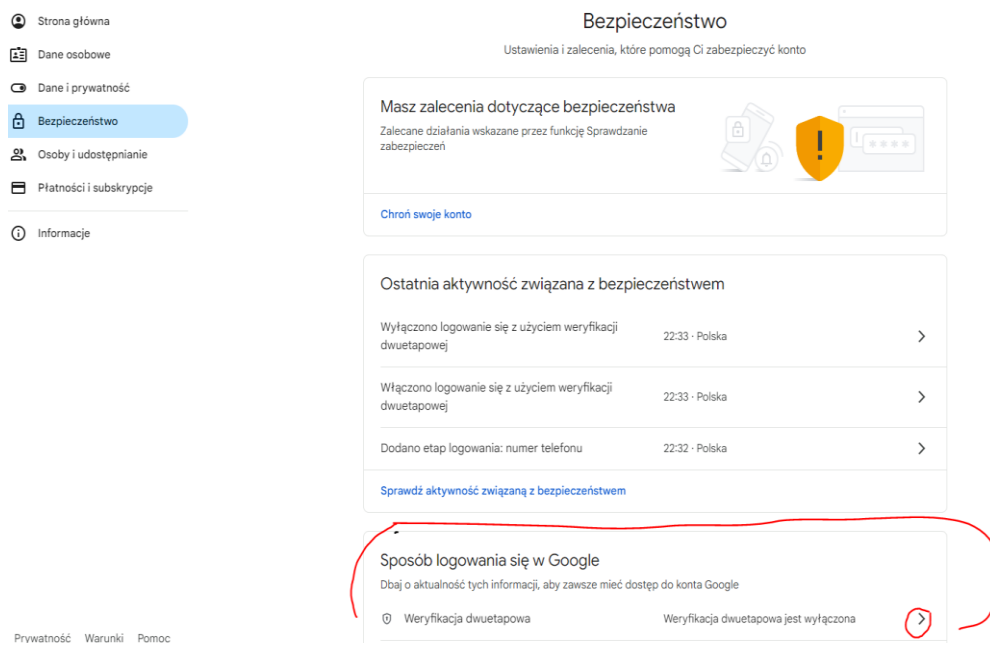 Strona główna
Dane osobowe
Dane i prywatność
Bezpieczeństwo
Osoby i udostępnianie
Płatności i subskrypcje
Informacje
Prywatność Warunki Pomoc
Bezpieczeństwo
Ustawienia i zalecenia, które pomogą Ci zabezpieczyć konto
Masz zalecenia dotyczące bezpieczeństwa
Zalecane działania wskazane przez funkcję Sprawdzanie
zabezpieczeń
Chroń swoje konto
Ostatnia aktywność związana z bezpieczeństwem
Wyłączono logowanie się z użyciem weryfikacji
dwuetapowej
22:33 · Polska
Włączono logowanie się z użyciem weryfikacji
dwuetapowej
22:33 · Polska
Dodano etap logowania: numer telefonu
22:32 · Polska
Sprawdź aktywność związaną z bezpieczeństwem
Sposób logowania się w Google
Dbaj o aktualność tych informacji, aby zawsze mieć dostęp do konta Google
Weryfikacja dwuetapowa
Weryfikacja dwuetapowa jest wyłączona